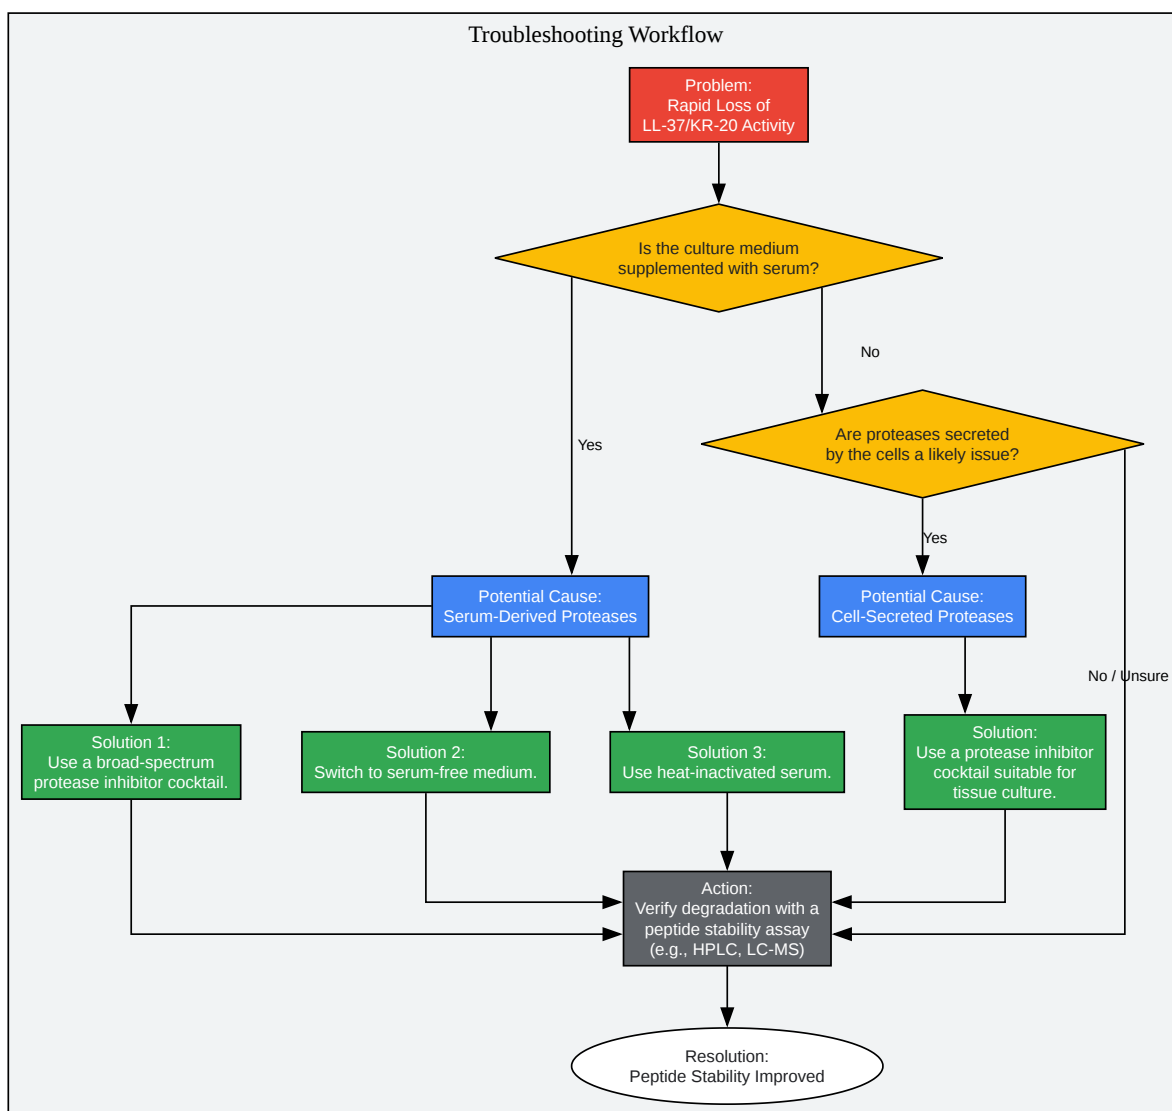 Troubleshooting Workflow
Problem:
Rapid Loss of
LL-37/KR-20 Activity
Is the culture medium
supplemented with serum?
No
Are proteases secreted
by the cells a likely issue?
Yes
Yes
Potential Cause:
Serum-Derived Proteases
Potential Cause:
Cell-Secreted Proteases
No / Unsure
Solution 1:
Use a broad-spectrum
protease inhibitor cocktail.
Solution 2:
Switch to serum-free medium.
Solution 3:
Use heat-inactivated serum.
Solution:
Use a protease inhibitor
cocktail suitable for
tissue culture.
Action:
Verify degradation with a
peptide stability assay
(e.g., HPLC, LC-MS)
Resolution:
Peptide Stability Improved